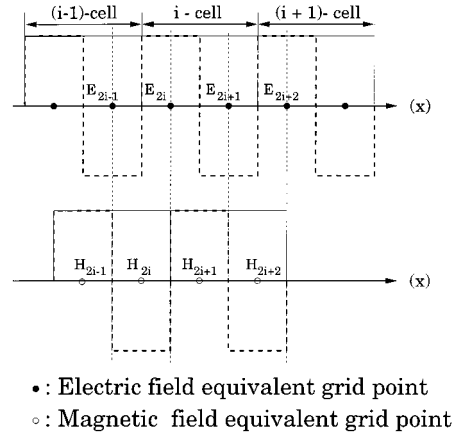 (i-1)-cell i - cell (i + 1)- cell
E2i-1 E2i E2i+1 E2i+2
(x)
H2i-1 H2i H2i+1 H2i+2
(x)
• : Electric field equivalent grid point
○ : Magnetic field equivalent grid point